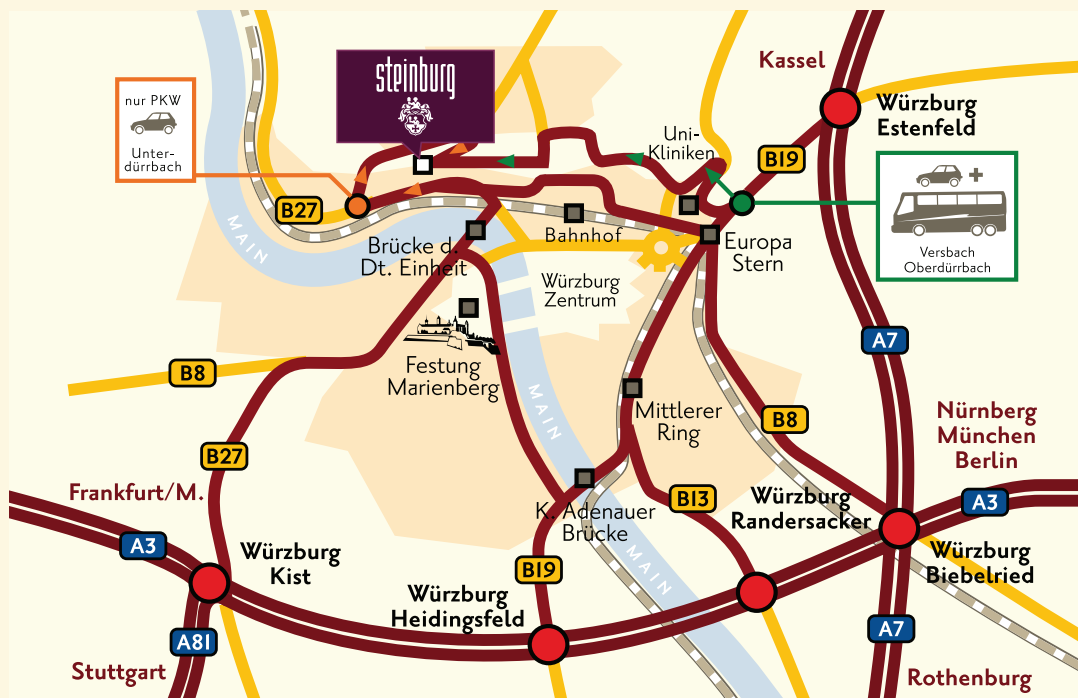 Kassel
steinburg
nur PKW
Unter-
dürrbach
Würzburg
Estenfeld
Uni-
Kliniken
B19
+
Versbach
Oberdürrbach
B27
MAIN
Brücke d.
Dt. Einheit
Bahnhof
Europa
Stern
Würzburg
Zentrum
A7
B8
Festung
Marienberg
MAIN
Mittlerer
Ring
B8
Nürnberg
München
Berlin
B27
Frankfurt/M.
B13
Würzburg
Randersacker
A3
K. Adenauer
Brücke
A3
Würzburg
Kist
Würzburg
Biebelried
B19
MAIN
Würzburg
Heidingsfeld
A81
A7
Stuttgart
Rothenburg